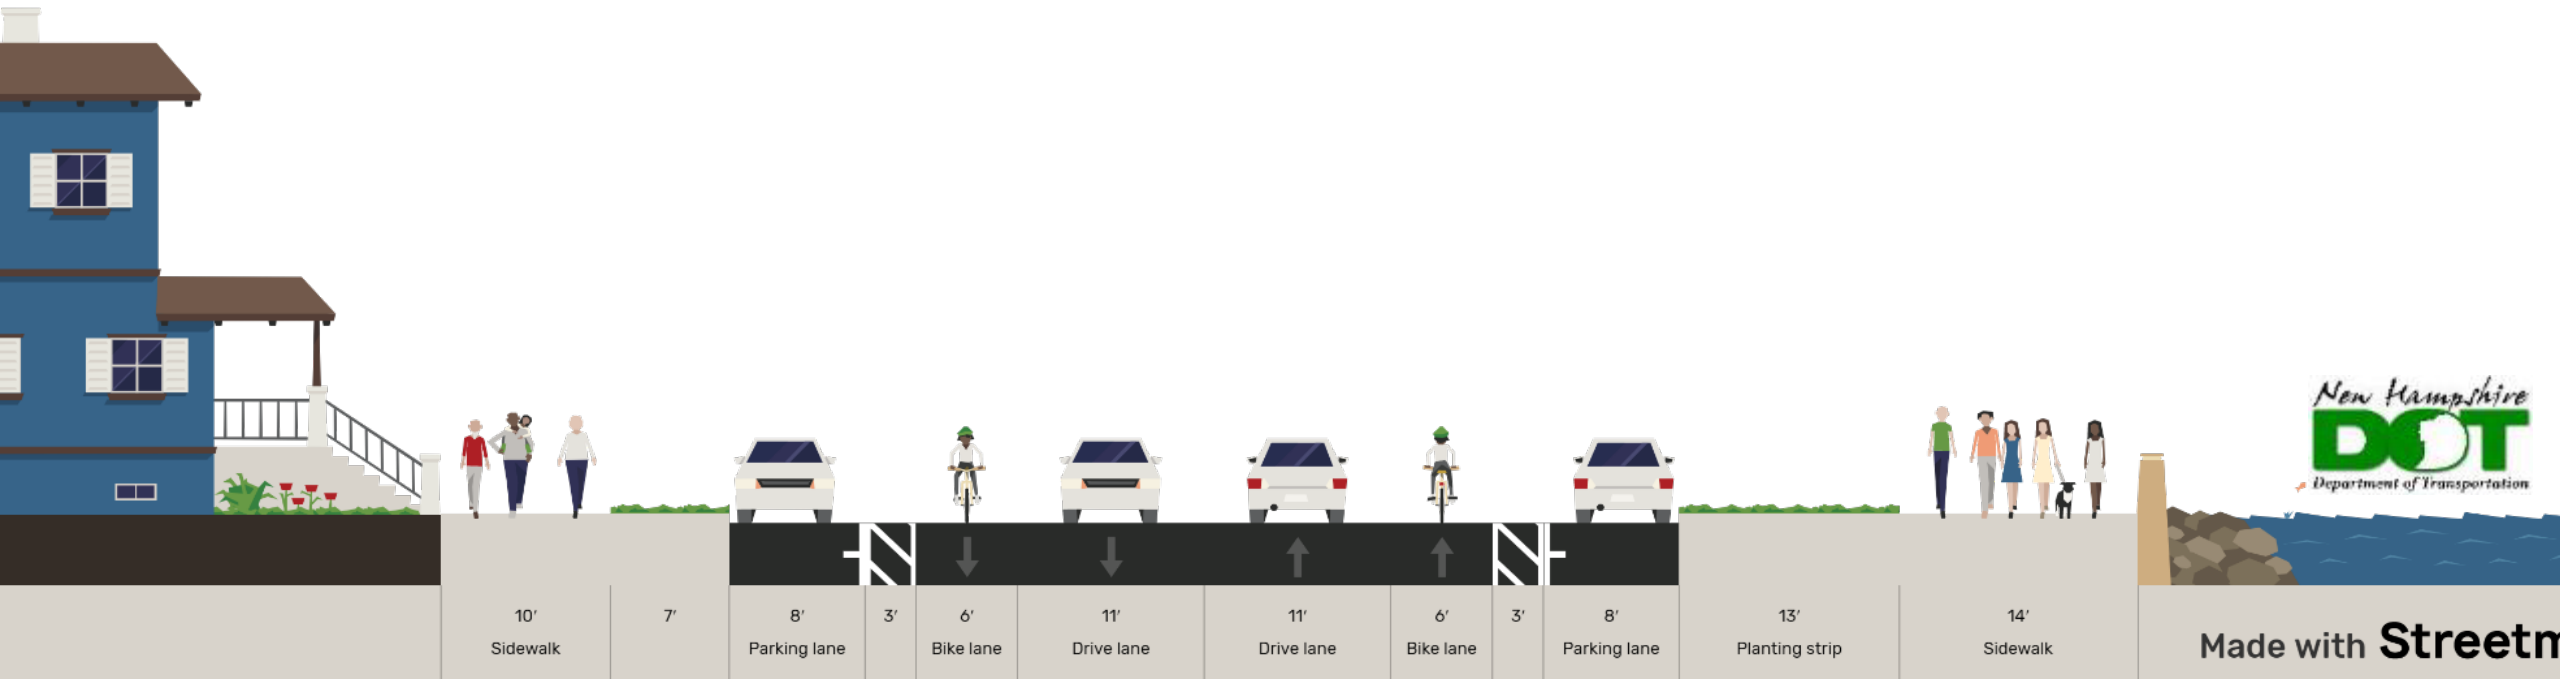 New Hampshire
DOT
Department of Transportation
10' 7' 8' 3' 6' 11' 11' 6' 3' 8' 13' 14'
Sidewalk Parking lane Bike lane Drive lane Drive lane Bike lane Parking lane Planting strip Sidewalk
Made with Streetm